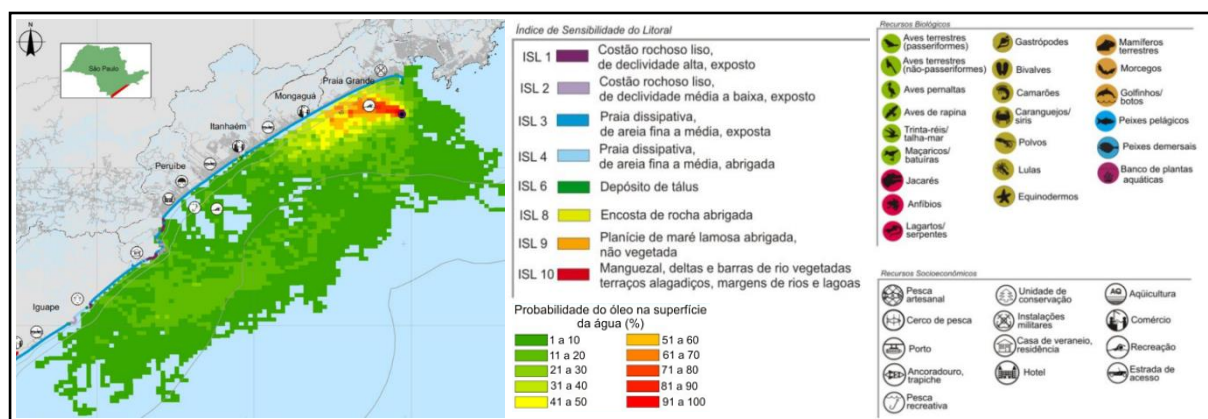 N
São Paulo
Praia Grande
Mongaguá
Itanhaém
Peruíbe
Iguape
Índice de Sensibilidade do Litoral
ISL 1
Costão rochoso liso,
de declividade alta, exposto
ISL 2
Costão rochoso liso,
de declividade média a baixa, exposto
ISL 3
Praia dissipativa,
de areia fina a média, exposta
ISL 4
Praia dissipativa,
de areia fina a média, abrigada
ISL 6
Depósito de tálus
ISL 8
Encosta de rocha abrigada
ISL 9
Planície de maré lamosa abrigada,
não vegetada
ISL 10
Manguezal, deltas e barras de rio vegetadas
terraços alagadiços, margens de rios e lagoas
Probabilidade do óleo na superfície
da água (%)
1 a 10
11 a 20
21 a 30
31 a 40
41 a 50
51 a 60
61 a 70
71 a 80
81 a 90
91 a 100
Recursos Biológicos
Aves terrestres
(passeriformes)
Aves terrestres
(não-passeriformes)
Aves pernaltas
Aves de rapina
Trinta-réis/
talha-mar
Maçaricos/
batuíras
Jacarés
Anfíbios
Lagartos/
serpentes
Gastrópodes
Bivalves
Camarões
Caranguejos/
siris
Polvos
Lulas
Equinodermos
Mamíferos
terrestres
Morcegos
Golfinhos/
botos
Peixes pelágicos
Peixes demersais
Banco de plantas
aquáticas
Recursos Socioeconômicos
Pesca
artesanal
Cerco de pesca
Porto
Ancoradouro,
trapiche
Pesca
recreativa
Unidade de
conservação
Instalações
militares
Casa de veraneio,
residência
Hotel
AQ
Aqüicultura
Comércio
Recreação
Estrada de
acesso